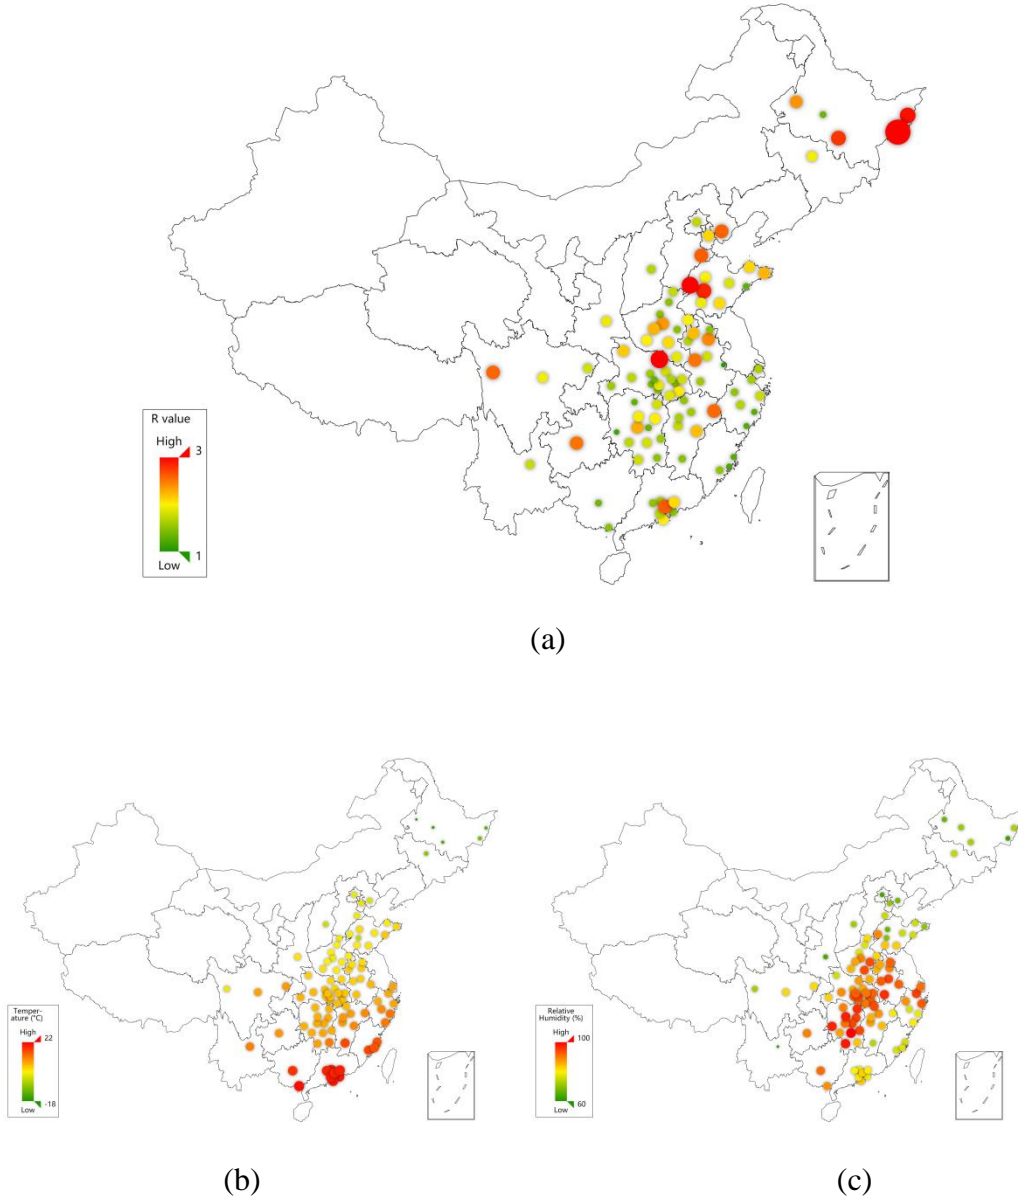 R value
High
3
1
Low
(a)
Temper-
ature (°C)
High
22
-18
Low
Relative
Humidity (%)
High
100
60
Low
(b)
(c)